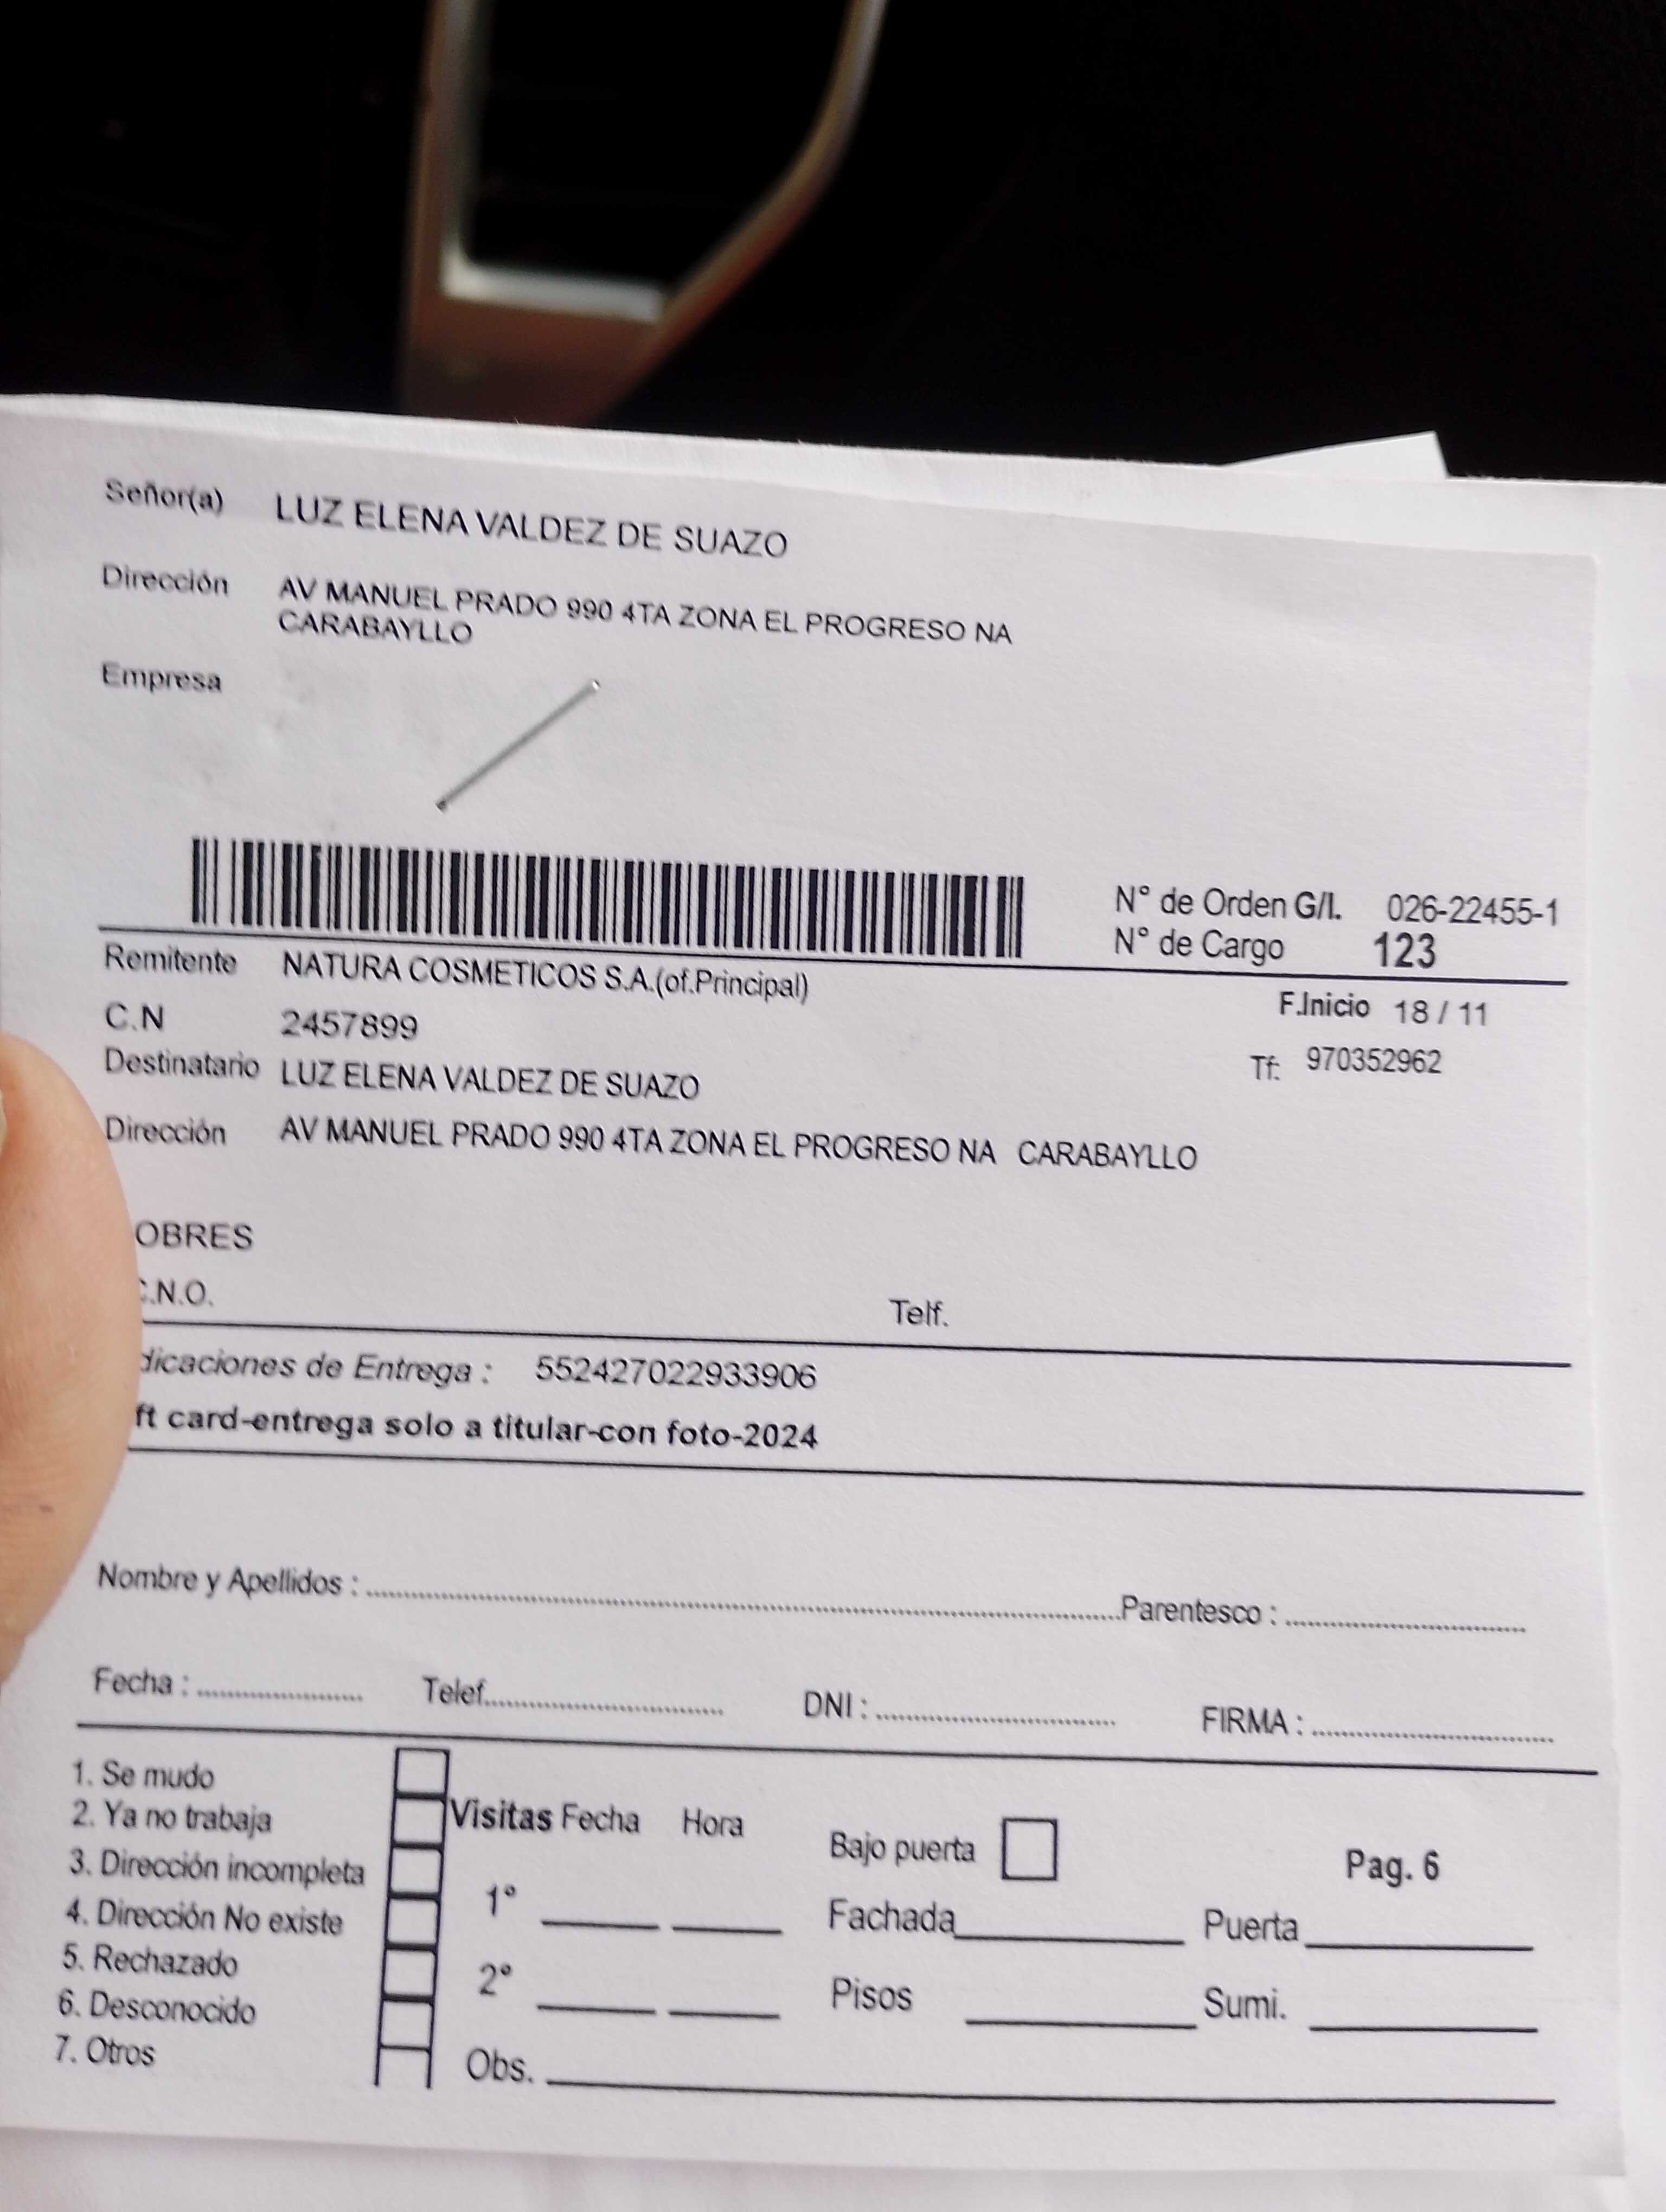 Señor(a) LUZ ELENA VALDEZ DE SUAZO
Dirección AV MANUEL PRADO 990 4TA ZONA EL PROGRESO NA
CARABAYLLO
Empresa
N° de Orden G/I. 026-22455-1
N° de Cargo 123
Remitente NATURA COSMETICOS S.A.(of.Principal)
F.Inicio 18 / 11
C.N 2457899
Tf: 970352962
Destinatario LUZ ELENA VALDEZ DE SUAZO
Dirección AV MANUEL PRADO 990 4TA ZONA EL PROGRESO NA CARABAYLLO
OBRES
C.N.O. Telf.
dicaciones de Entrega : 552427022933906
ft card-entrega solo a titular-con foto-2024
Nombre y Apellidos : Parentesco :
Fecha : Telef. DNI : FIRMA :
1. Se mudo
2. Ya no trabaja
3. Dirección incompleta
4. Dirección No existe
5. Rechazado
6. Desconocido
7. Otros
Visitas Fecha Hora
1°
2°
Obs.
Bajo puerta Pag. 6
Fachada Puerta
Pisos Sumi.